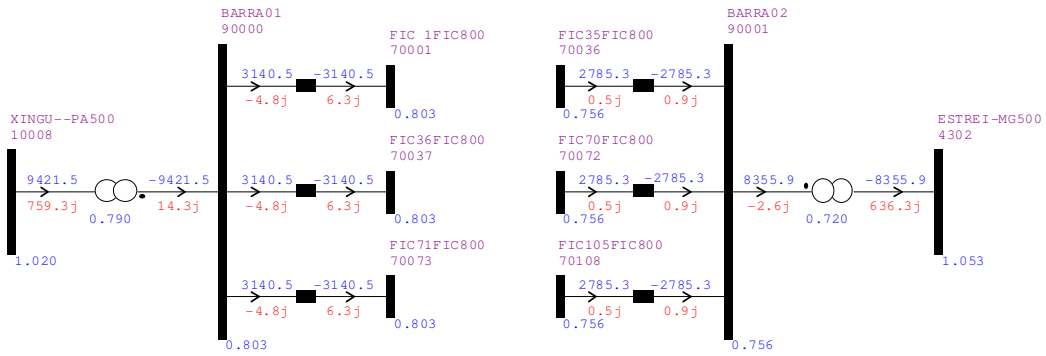 BARRA01
90000
BARRA02
90001
FIC 1FIC800
70001
FIC35FIC800
70036
3140.5
-3140.5
2785.3
-2785.3
-4.8j
6.3j
0.5j
0.9j
0.803
0.756
XINGU--PA500
10008
ESTREI-MG500
4302
FIC36FIC800
70037
FIC70FIC800
70072
9421.5
-9421.5
3140.5
-3140.5
2785.3
-2785.3
8355.9
-8355.9
759.3j
14.3j
-4.8j
6.3j
0.5j
0.9j
-2.6j
636.3j
0.790
0.803
0.756
0.720
FIC71FIC800
70073
FIC105FIC800
70108
1.020
1.053
3140.5
-3140.5
2785.3
-2785.3
-4.8j
6.3j
0.5j
0.9j
0.803
0.756
0.803
0.756